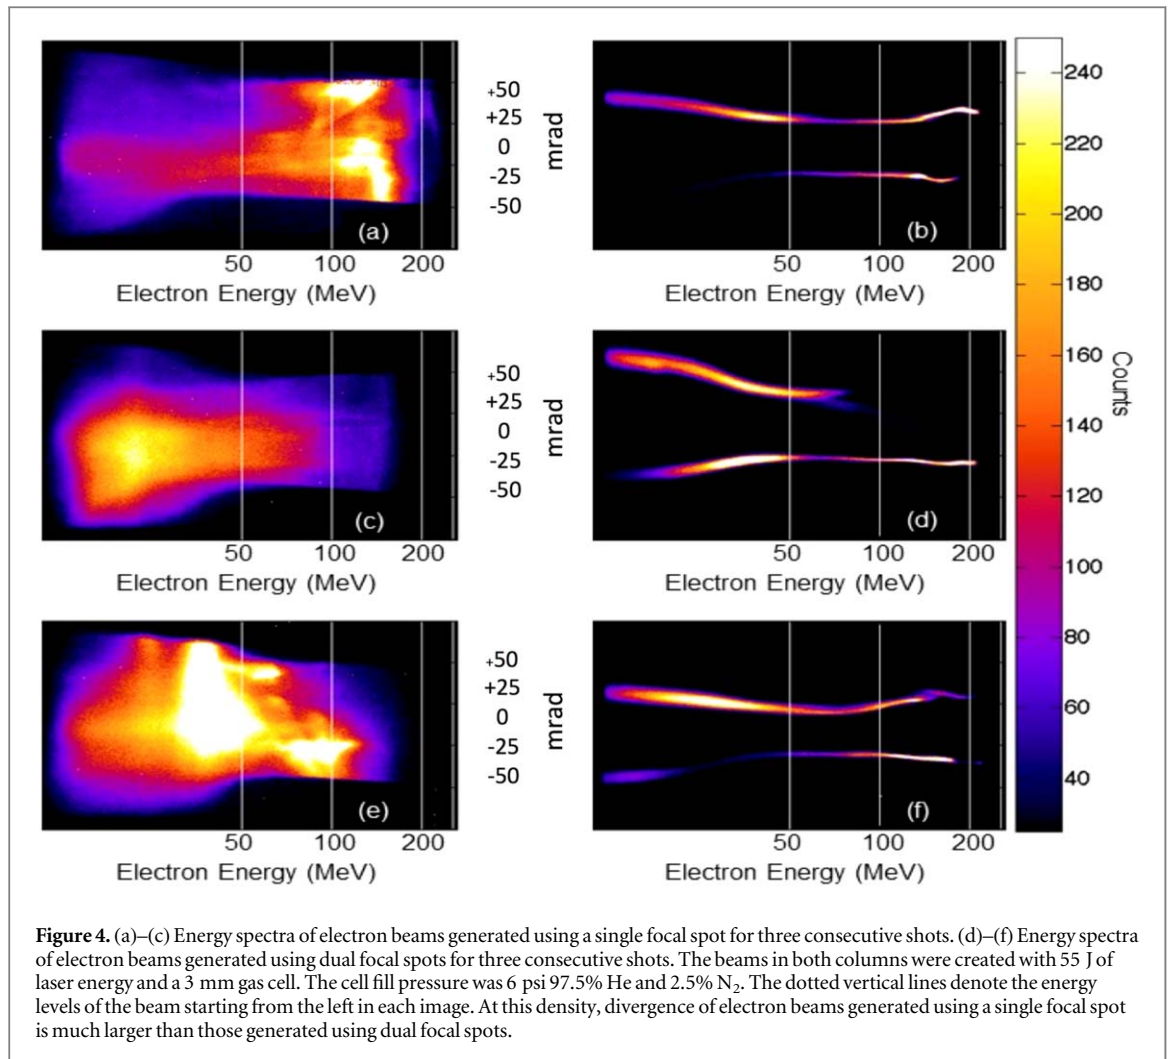 +50
+25
0
-25
-50
mrad
(a)
(b)
50 100 200
50 100 200
Electron Energy (MeV)
Electron Energy (MeV)
+50
+25
0
-25
-50
mrad
(c)
(d)
50 100 200
50 100 200
Electron Energy (MeV)
Electron Energy (MeV)
+50
+25
0
-25
-50
mrad
(e)
(f)
50 100 200
50 100 200
Electron Energy (MeV)
Electron Energy (MeV)
240
220
200
180
160
140
120
100
80
60
40
Counts
Figure 4. (a)–(c) Energy spectra of electron beams generated using a single focal spot for three consecutive shots. (d)–(f) Energy spectra
of electron beams generated using dual focal spots for three consecutive shots. The beams in both columns were created with 55 J of
laser energy and a 3 mm gas cell. The cell fill pressure was 6 psi 97.5% He and 2.5% N₂. The dotted vertical lines denote the energy
levels of the beam starting from the left in each image. At this density, divergence of electron beams generated using a single focal spot
is much larger than those generated using dual focal spots.